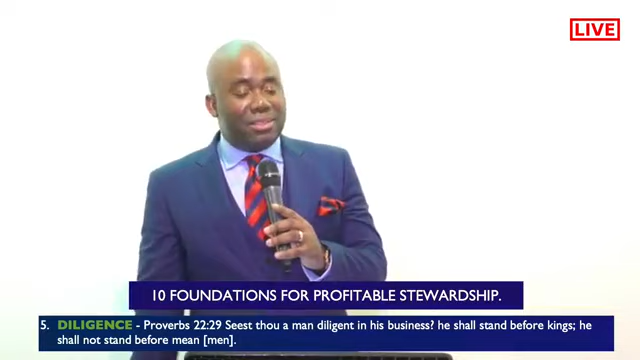 LIVE
10 FOUNDATIONS FOR PROFITABLE STEWARDSHIP.
5. DILIGENCE - Proverbs 22:29 Seest thou a man diligent in his business? he shall stand before kings; he
shall not stand before mean [men].